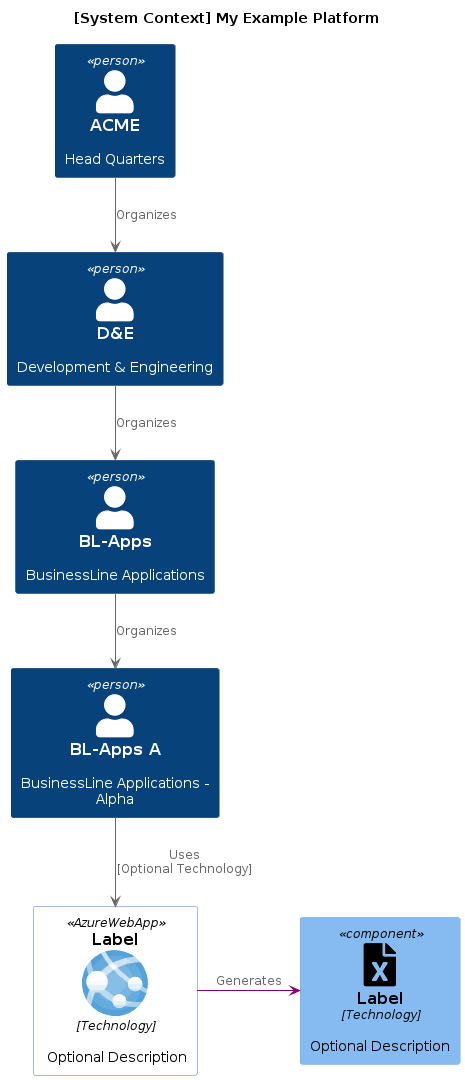 [System Context] My Example Platform
«person»
ACME
Head Quarters
Organizes
«person»
D&E
Development & Engineering
Organizes
«person»
BL-Apps
BusinessLine Applications
Organizes
«person»
BL-Apps A
BusinessLine Applications -
Alpha
Uses
[Optional Technology]
«AzureWebApp»
Label
[Technology]
Optional Description
Generates
«component»
X
Label
[Technology]
Optional Description